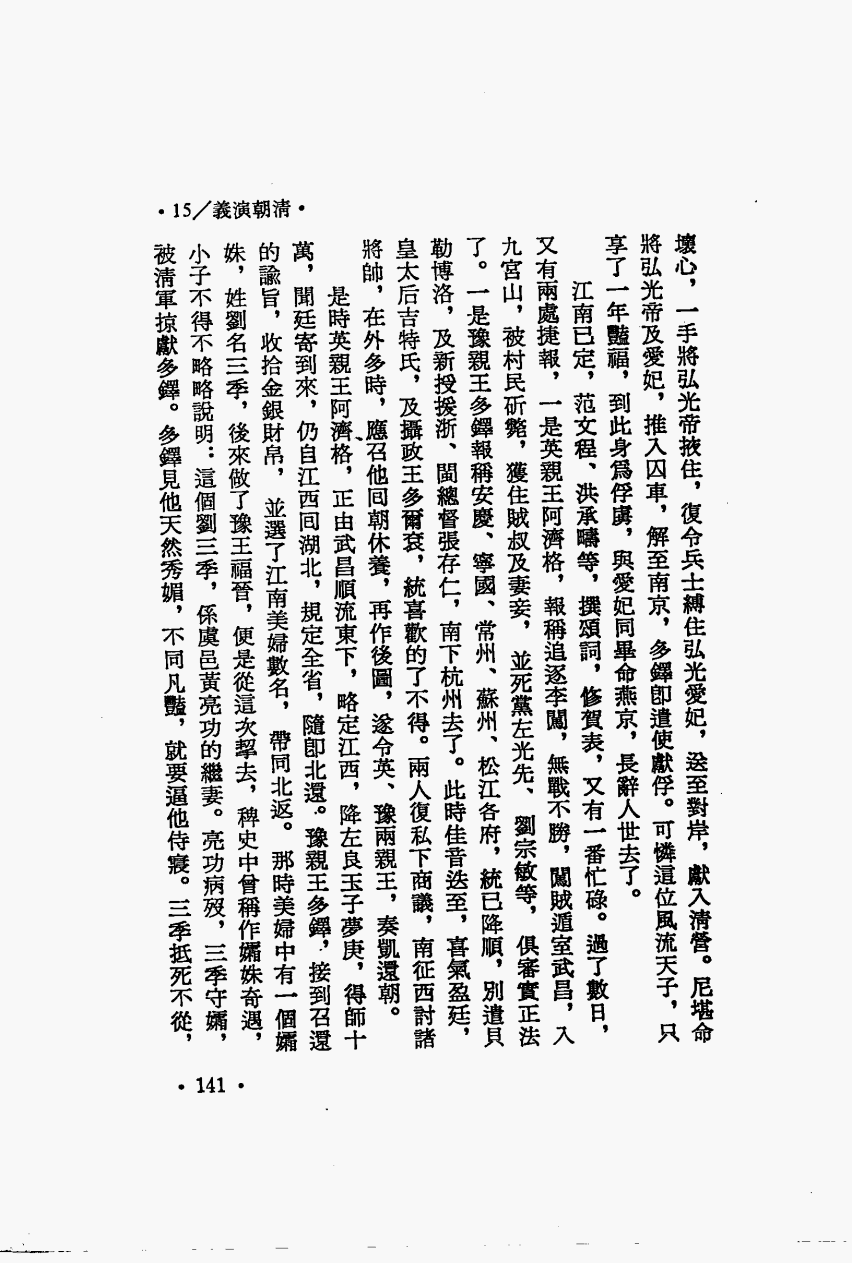 •15／義演朝清•
壞心，一手將弘光帝掖住，復令兵士縛住弘光愛妃，送至對岸，獻入清營。尼堪命
將弘光帝及愛妃，推入囚車，解至南京，多鐸卽遣使獻俘。可憐這位風流天子，只
享了一年豔福，到此身爲俘虜，與愛妃同畢命燕京，長辭人世去了。
江南已定，范文程、洪承疇等，撰頌詞，修賀表，又有一番忙碌。過了數日，
又有兩處捷報，一是英親王阿濟格，報稱追逐李闖，無戰不勝，闖賊遁室武昌，入
九宮山，被村民斫斃，獲住賊叔及妻妾，並死黨左光先、劉宗敏等，俱審實正法
了。一是豫親王多鐸報稱安慶、寧國、常州、蘇州、松江各府，統已降順，別遣貝
勒博洛，及新授援浙、閩總督張存仁，南下杭州去了。此時佳音迭至，喜氣盈廷，
皇太后吉特氏，及攝政王多爾袞，統喜歡的了不得。兩人復私下商議，南征西討諸
將帥，在外多時，應召他囘朝休養，再作後圖，遂令英、豫兩親王，奏凱還朝。
是時英親王阿濟格，正由武昌順流東下，略定江西，降左良玉子夢庚，得師十
萬，聞廷寄到來，仍自江西囘湖北，規定全省，隨卽北還。豫親王多鐸，接到召還
的諭旨，收拾金銀財帛，並選了江南美婦數名，帶同北返。那時美婦中有一個孀
姝，姓劉名三季，後來做了豫王福晉，便是從這次挈去，稗史中曾稱作孀姝奇遇，
小子不得不略略說明：這個劉三季，係虞邑黃亮功的繼妻。亮功病歿，三季守孀，
被清軍掠獻多鐸。多鐸見他天然秀媚，不同凡豔，就要逼他侍寢。三季抵死不從，
•141•